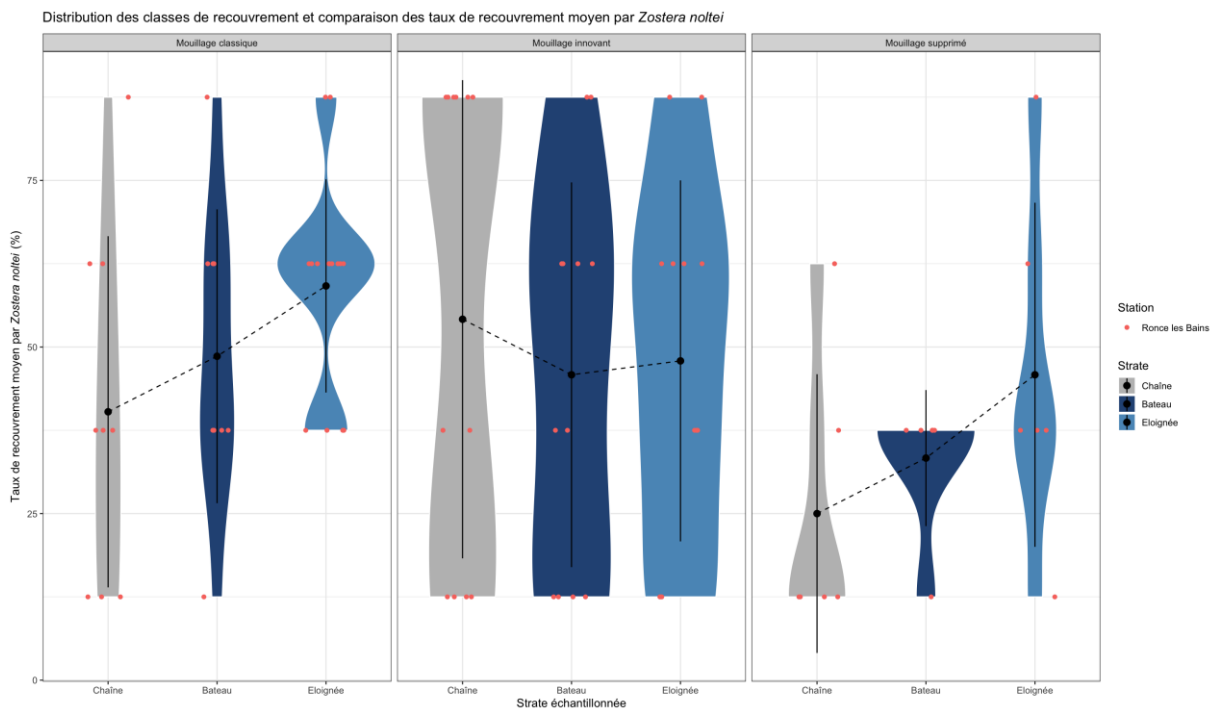 Distribution des classes de recouvrement et comparaison des taux de recouvrement moyen par Zostera noltei
Mouillage classique
Mouillage innovant
Mouillage supprimé
Taux de recouvrement moyen par Zostera noltei (%)
75
50
25
0
Chaîne
Bateau
Eloignée
Chaîne
Bateau
Eloignée
Chaîne
Bateau
Eloignée
Strate échantillonnée
Station
Ronce les Bains
Strate
Chaîne
Bateau
Eloignée